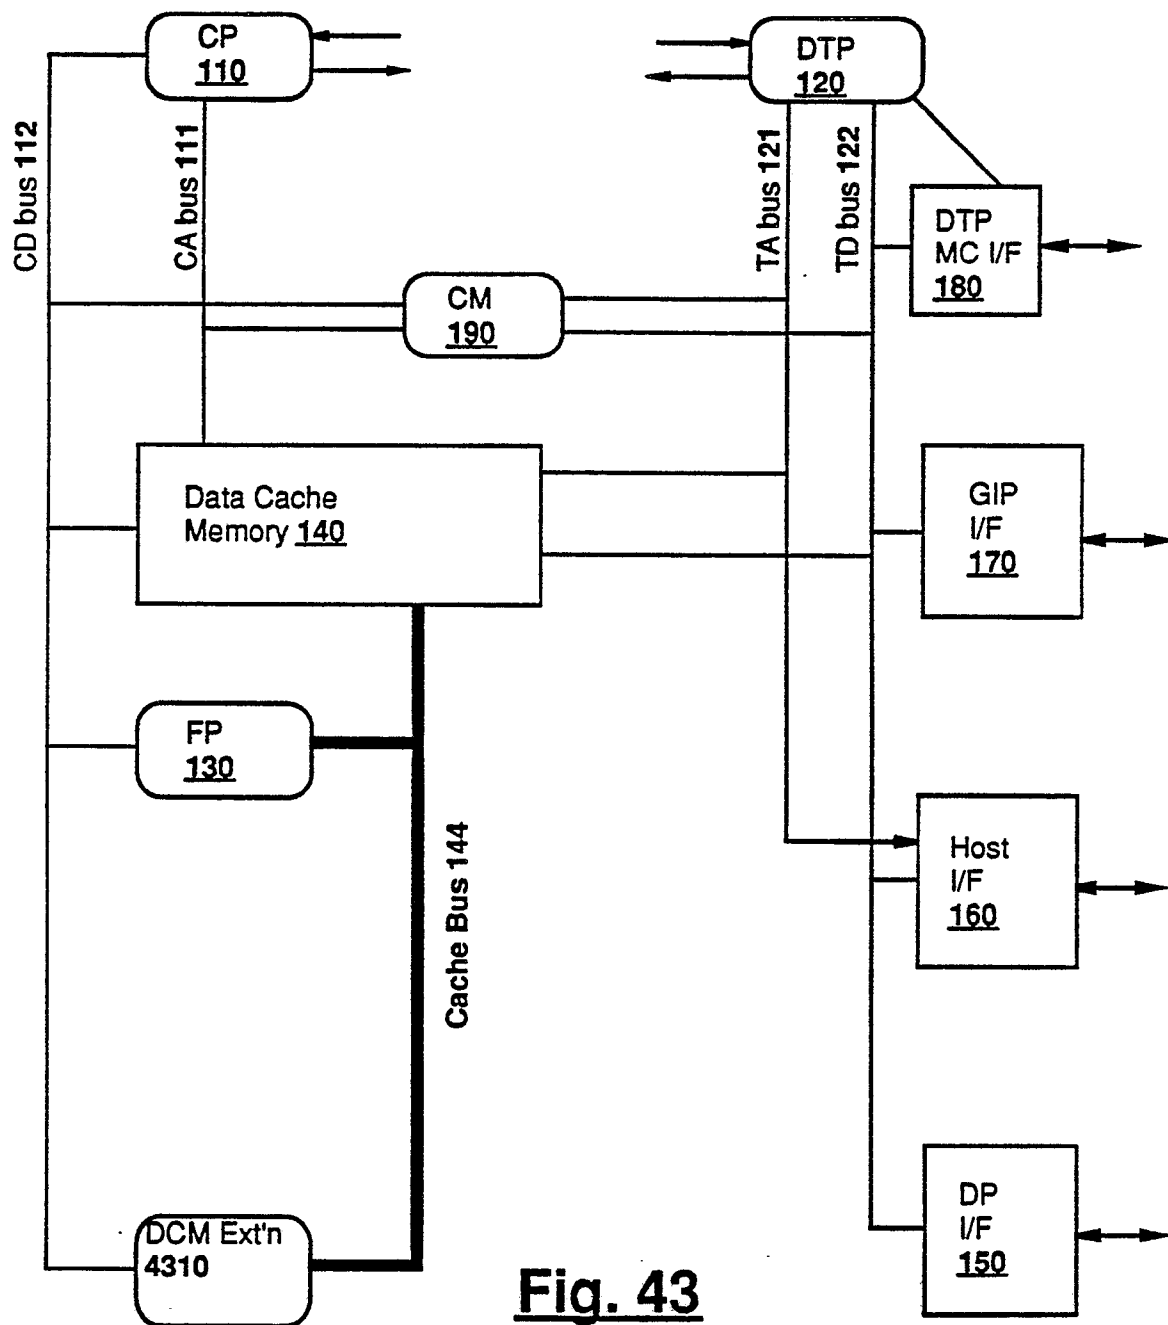 CP
110
DTP
120
CD bus 112
CA bus 111
TA bus 121
TD bus 122
DTP
MC I/F
180
CM
190
Data Cache
Memory 140
GIP
I/F
170
FP
130
Cache Bus 144
Host
I/F
160
DCM Ext'n
4310
DP
I/F
150
Fig. 43